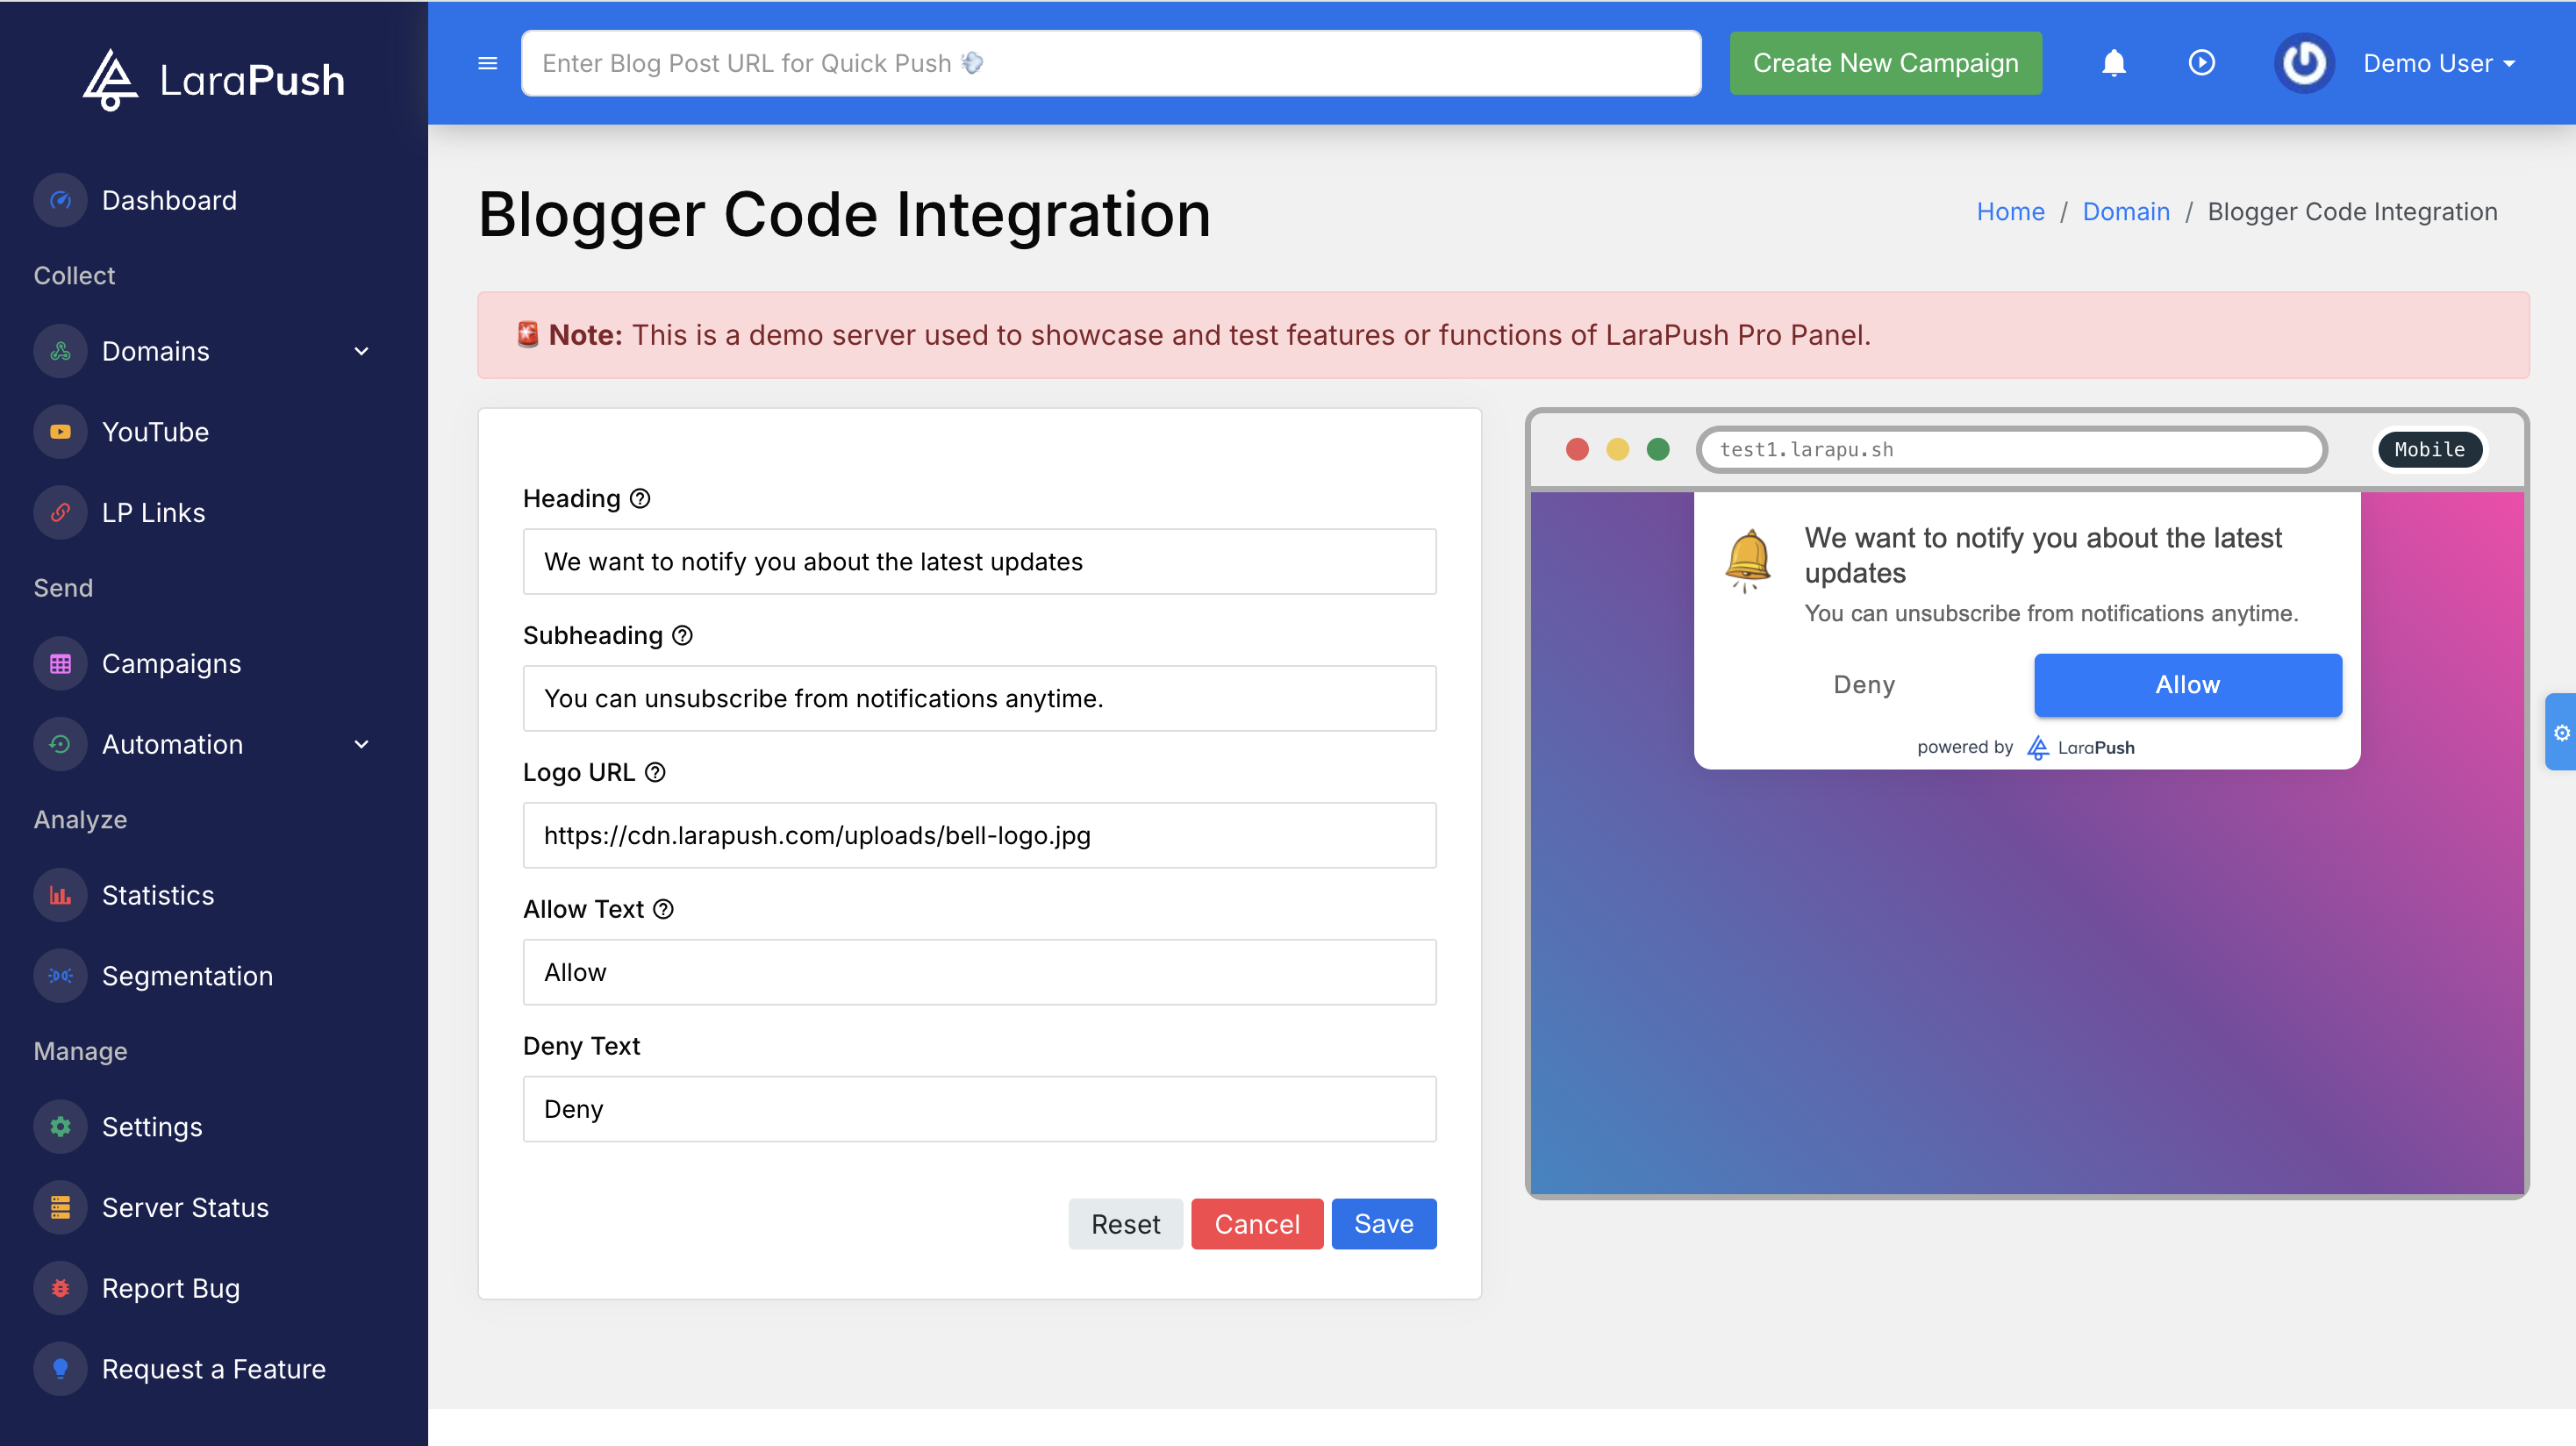 LaraPush
Enter Blog Post URL for Quick Push
Create New Campaign
Demo User
Dashboard
Collect
Domains
YouTube
LP Links
Send
Campaigns
Automation
Analyze
Statistics
Segmentation
Manage
Settings
Server Status
Report Bug
Request a Feature
Blogger Code Integration
Home / Domain / Blogger Code Integration
Note: This is a demo server used to showcase and test features or functions of LaraPush Pro Panel.
Heading
We want to notify you about the latest updates
Subheading
You can unsubscribe from notifications anytime.
Logo URL
https://cdn.larapush.com/uploads/bell-logo.jpg
Allow Text
Allow
Deny Text
Deny
Reset
Cancel
Save
test1.larapu.sh
Mobile
We want to notify you about the latest
updates
You can unsubscribe from notifications anytime.
Deny
Allow
powered by LaraPush